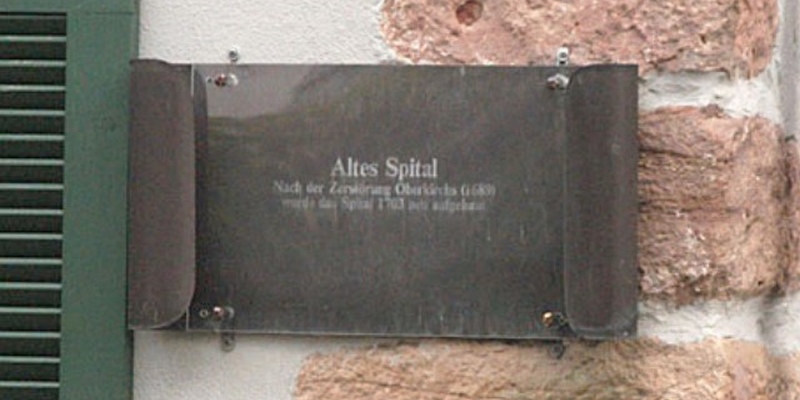 Altes Spital
Nach der Zerstörung Oberkirchs (1689)
wurde das Spital 1703 neu aufgebaut